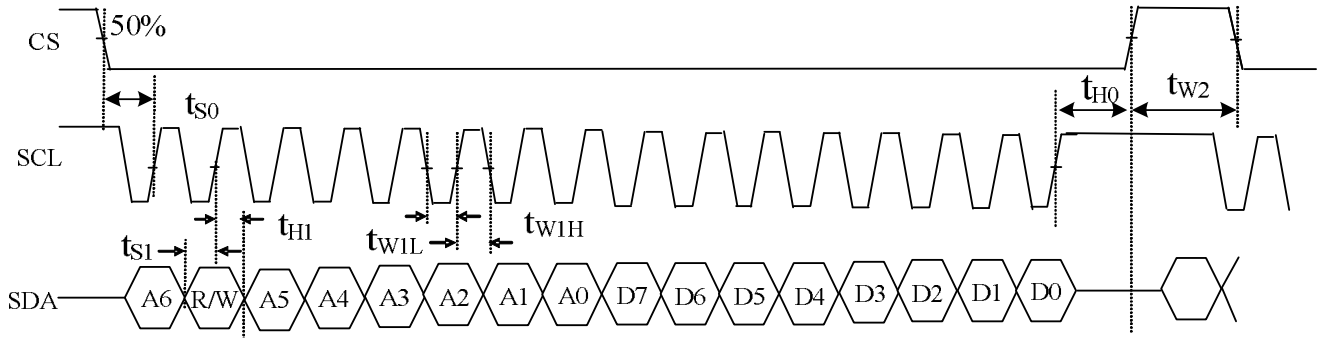 CS
50%
tS0
tH0
tW2
SCL
tH1
tW1L
tW1H
tS1
SDA
A6 R/W A5 A4 A3 A2 A1 A0 D7 D6 D5 D4 D3 D2 D1 D0